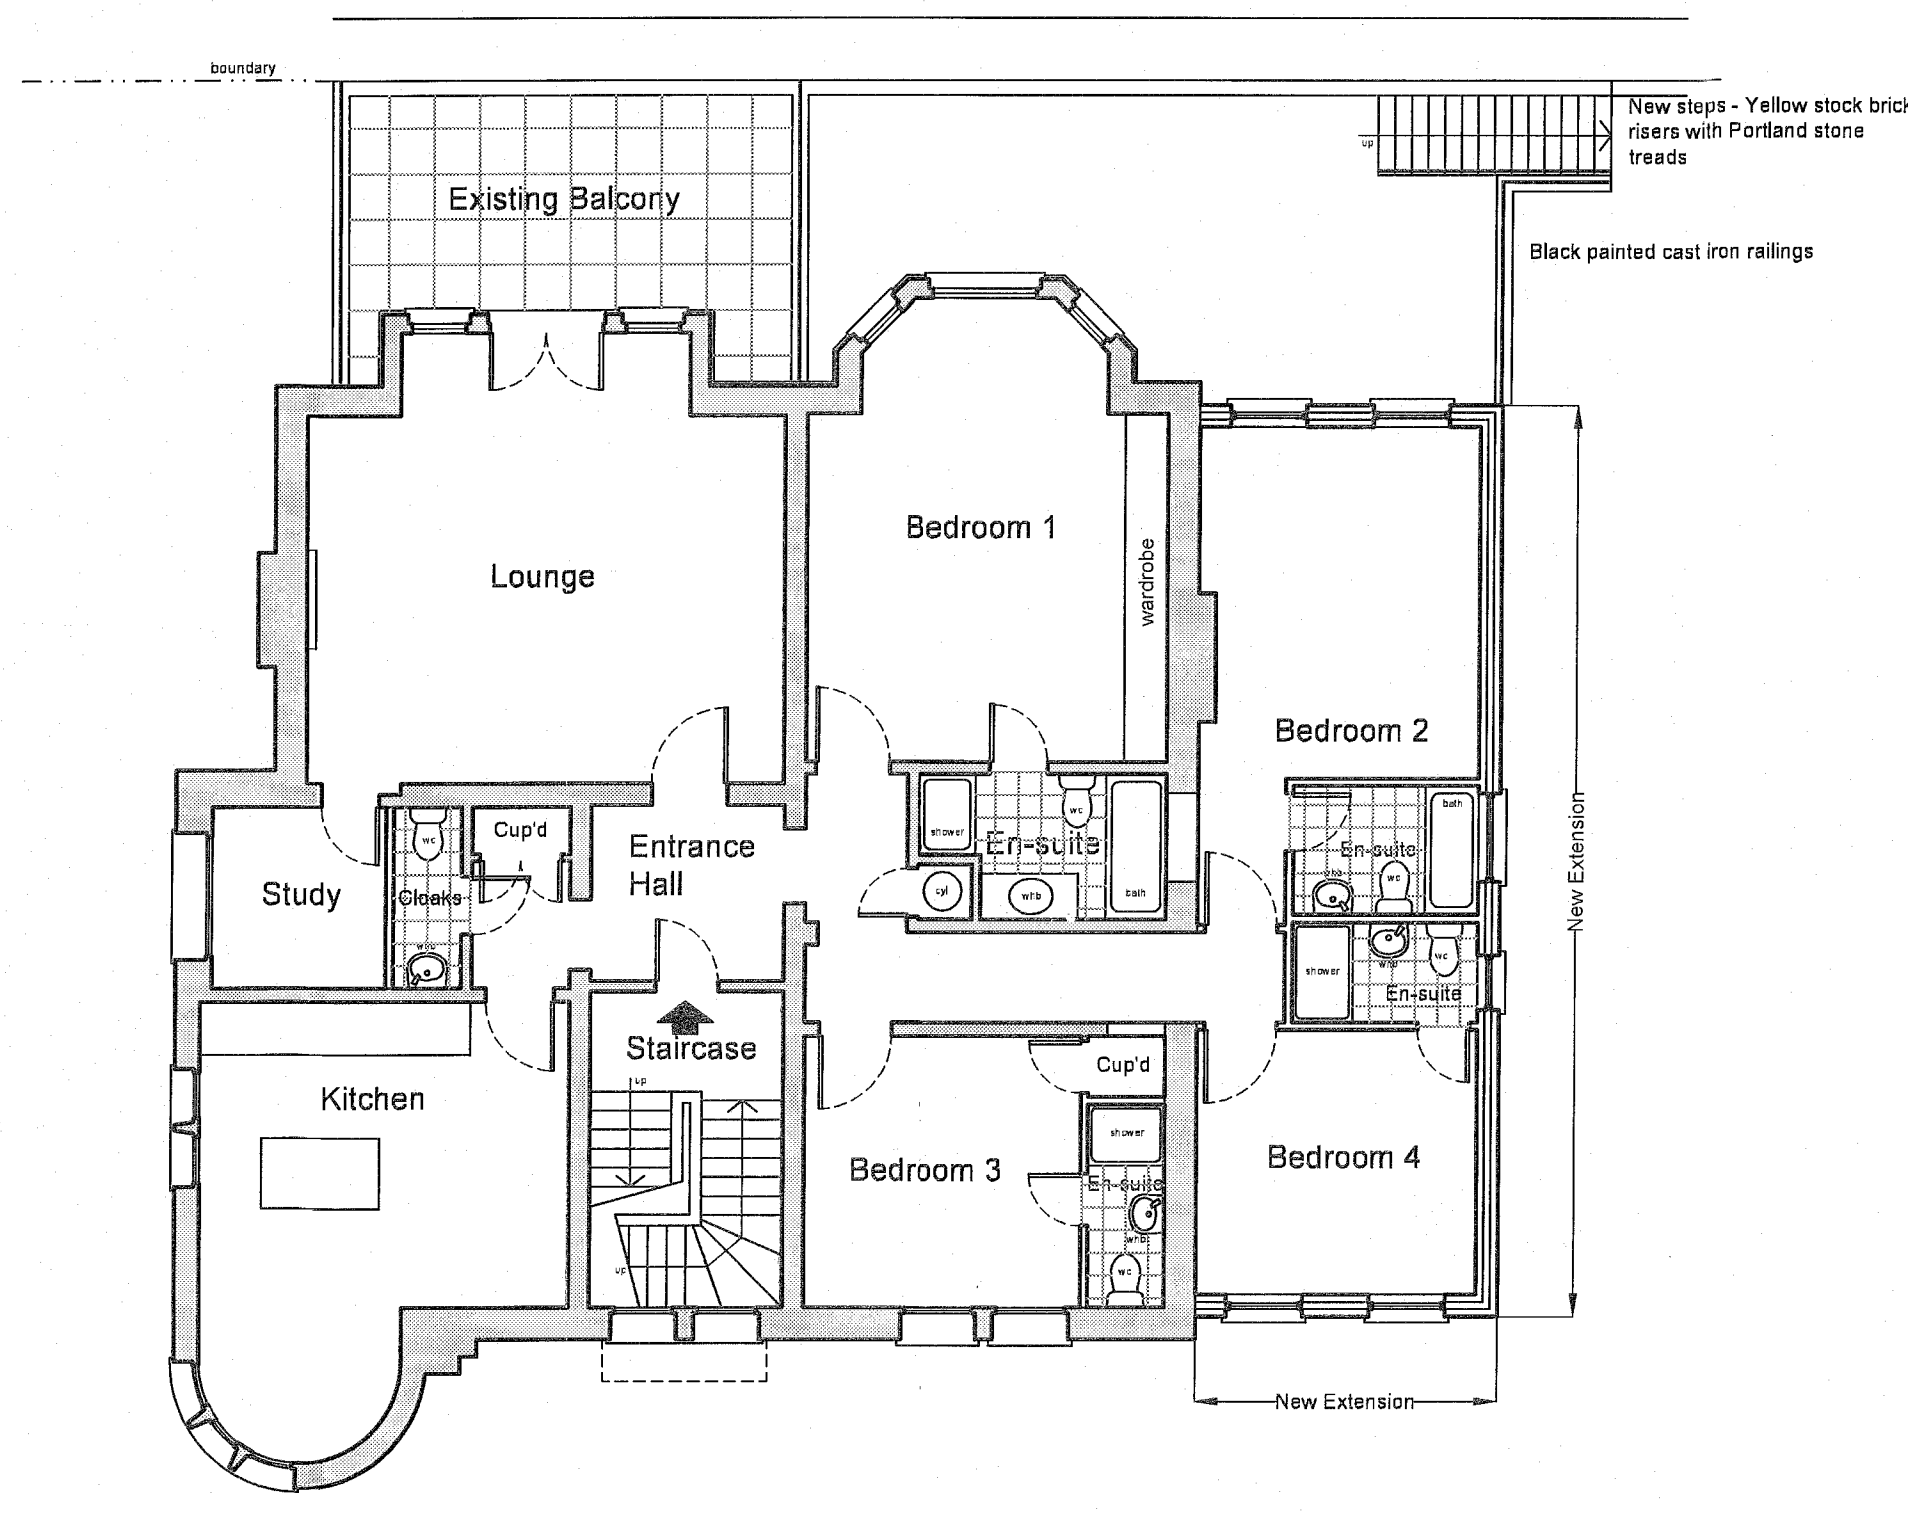 boundary
New steps - Yellow stock brick
risers with Portland stone
treads
up
Existing Balcony
Black painted cast iron railings
Bedroom 1
wardrobe
Lounge
Bedroom 2
New Extension
Cup'd
wc
Entrance
Hall
shower
wc
En-suite
bath
En-suite
whb
wc
bath
Study
Cloaks
whb
cyl
whb
shower
whb
wc
En-suite
Staircase
up
Kitchen
Cup'd
shower
Bedroom 3
En-suite
whb
wc
Bedroom 4
up
New Extension